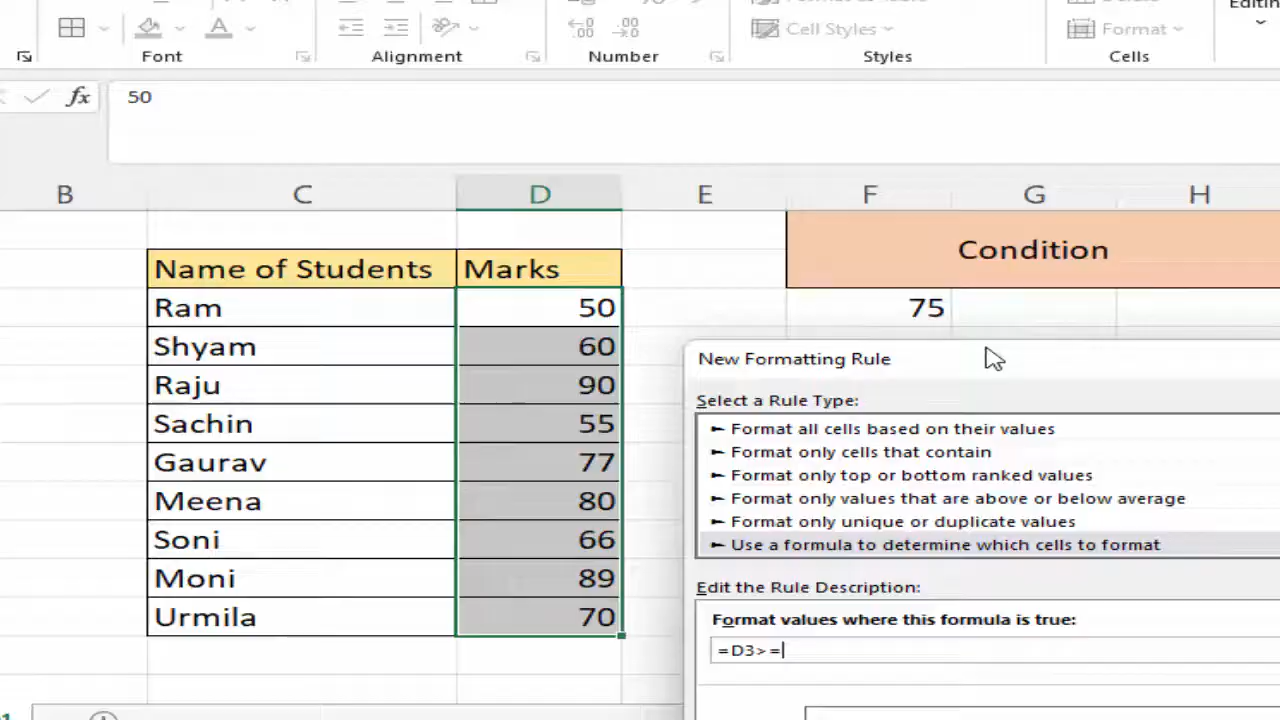 Editin
Cell Styles
Format
Font
Alignment
Number
Styles
Cells
fx
50
B C D E F G H
Condition
Name of Students Marks
Ram 50 75
Shyam 60
Raju 90
Sachin 55
Gaurav 77
Meena 80
Soni 66
Moni 89
Urmila 70
New Formatting Rule
Select a Rule Type:
► Format all cells based on their values
► Format only cells that contain
► Format only top or bottom ranked values
► Format only values that are above or below average
► Format only unique or duplicate values
► Use a formula to determine which cells to format
Edit the Rule Description:
Format values where this formula is true:
=D3>=